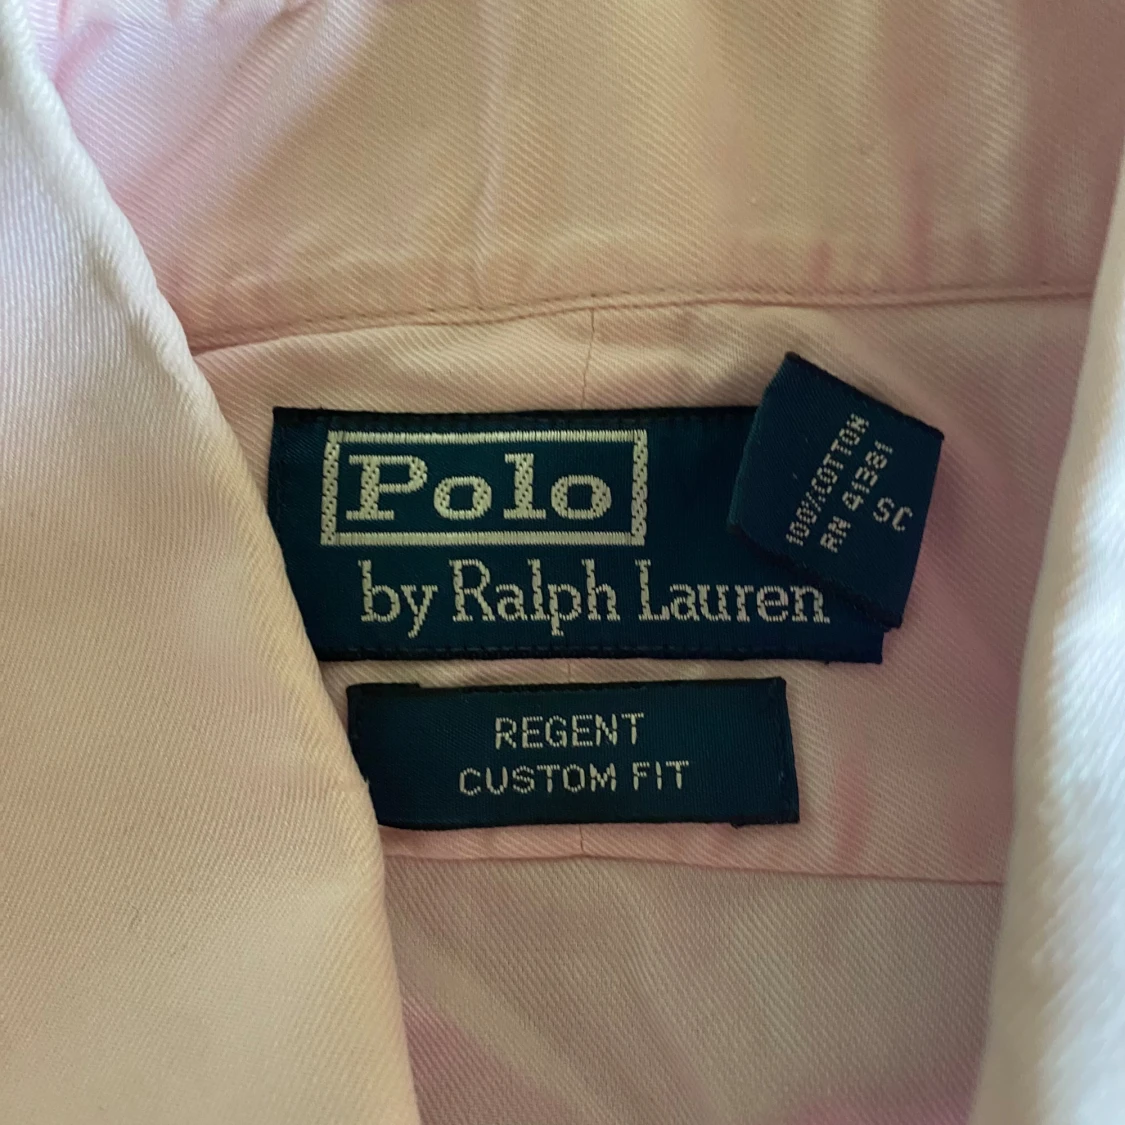 Polo
by Ralph Lauren
100% COTTON
RN 41381
SC
REGENT
CUSTOM FIT